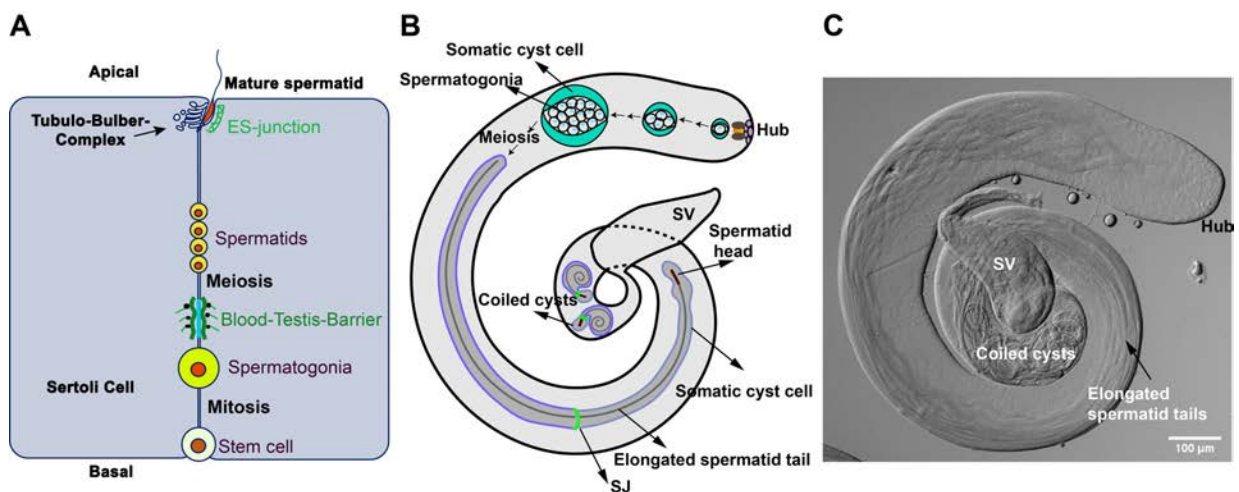 A
Apical
Mature spermatid
Tubulo-Bulber-
Complex
ES-junction
Spermatids
Meiosis
Blood-Testis-Barrier
Spermatogonia
Sertoli Cell
Mitosis
Stem cell
Basal
B
Somatic cyst cell
Spermatogonia
Meiosis
Hub
SV
Spermatid
head
Coiled cysts
Somatic cyst cell
Elongated spermatid tail
SJ
C
Hub
SV
Coiled cysts
Elongated
spermatid tails
100 µm